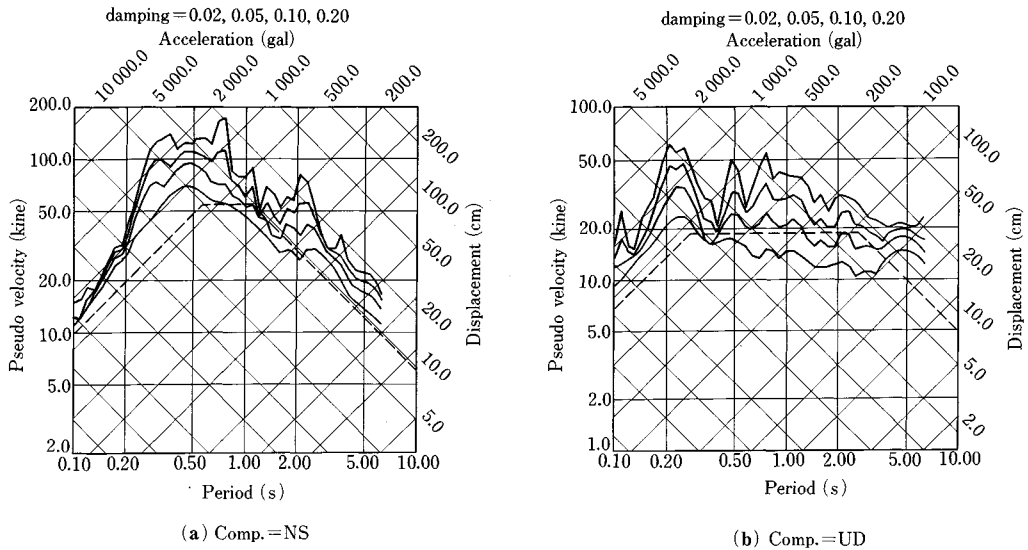 damping=0.02, 0.05, 0.10, 0.20
Acceleration (gal)
10 000.0
5 000.0
2 000.0
1 000.0
500.0
200.0
200.0
100.0
50.0
20.0
10.0
5.0
2.0
Pseudo velocity (kine)
200.0
100.0
50.0
20.0
10.0
5.0
Displacement (cm)
0.10 0.20 0.50 1.00 2.00 5.00 10.00
Period (s)
(a) Comp.=NS
damping=0.02, 0.05, 0.10, 0.20
Acceleration (gal)
5 000.0
2 000.0
1 000.0
5000.0
200.0
100.0
100.0
50.0
20.0
10.0
5.0
2.0
1.0
Pseudo velocity (kine)
100.0
50.0
20.0
10.0
5.0
2.0
Displacement (cm)
0.10 0.20 0.50 1.00 2.00 5.00 10.00
Period (s)
(b) Comp.=UD